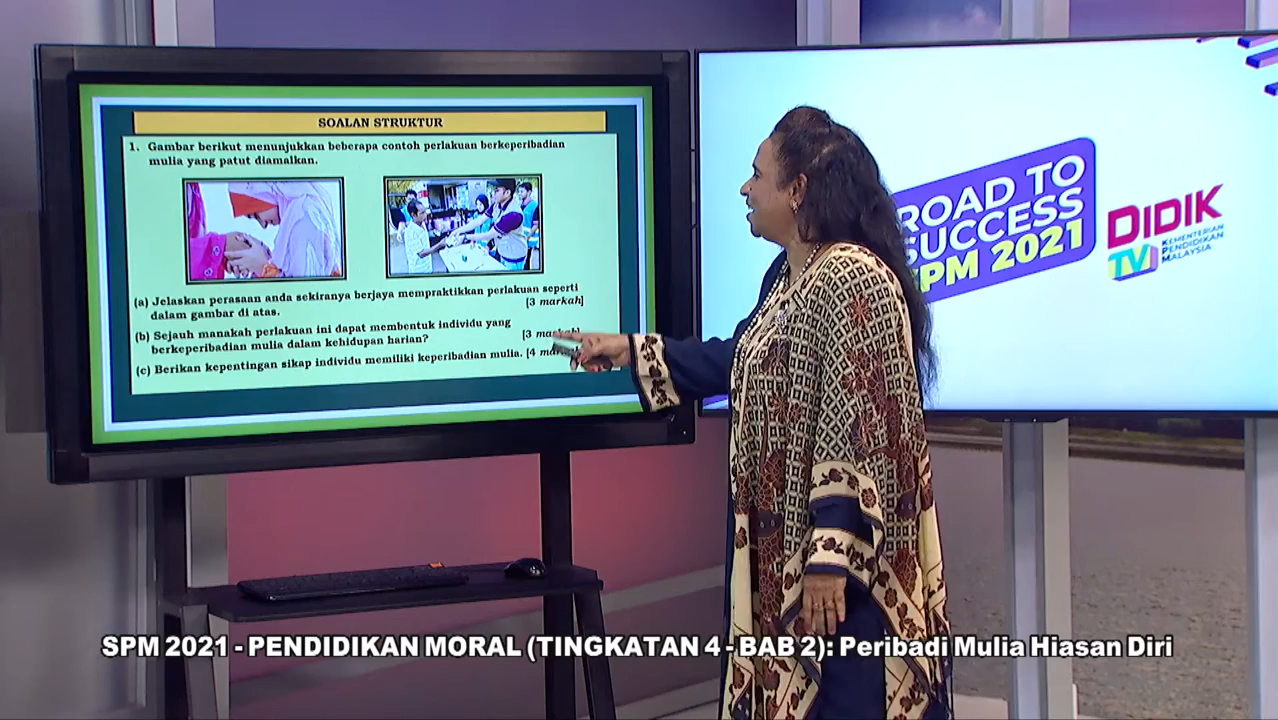 SOALAN STRUKTUR
1. Gambar berikut menunjukkan beberapa contoh perlakuan berkeperibadian
mulia yang patut diamalkan.
(a) Jelaskan perasaan anda sekiranya berjaya mempraktikkan perlakuan seperti
dalam gambar di atas. [3 markah]
(b) Sejauh manakah perlakuan ini dapat membentuk individu yang
berkeperibadian mulia dalam kehidupan harian? [3 markah]
(c) Berikan kepentingan sikap individu memiliki keperibadian mulia. [4
ROAD TO
SUCCESS
SPM 2021
DIDIK
TV
KEMENTERIAN
PENDIDIKAN
MALAYSIA
SPM 2021 - PENDIDIKAN MORAL (TINGKATAN 4 - BAB 2): Peribadi Mulia Hiasan Diri